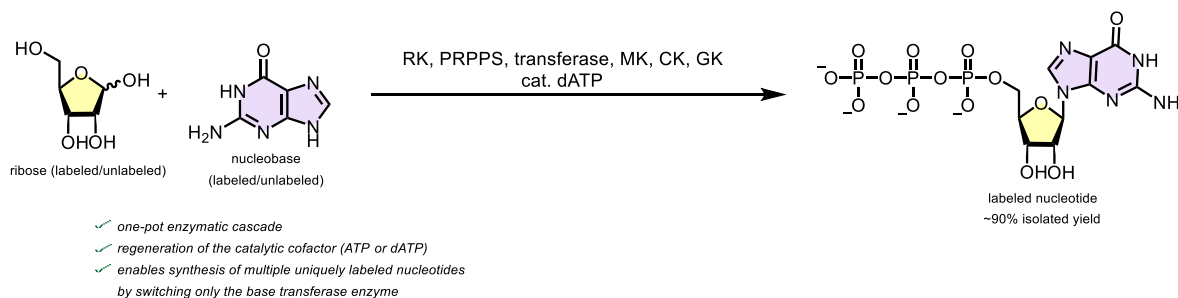 RK, PRPPS, transferase, MK, CK, GK
cat. dATP
HO
O
OH
OHOH
+
O
HN
N
H₂N
N
N
H
O
N
NH
N
N
NH
⁻O
P
O
P
O
P
O
O
O
O
O⁻
O⁻
O⁻
O
OHOH
ribose (labeled/unlabeled)
nucleobase
(labeled/unlabeled)
labeled nucleotide
~90% isolated yield
✓ one-pot enzymatic cascade
✓ regeneration of the catalytic cofactor (ATP or dATP)
✓ enables synthesis of multiple uniquely labeled nucleotides
by switching only the base transferase enzyme